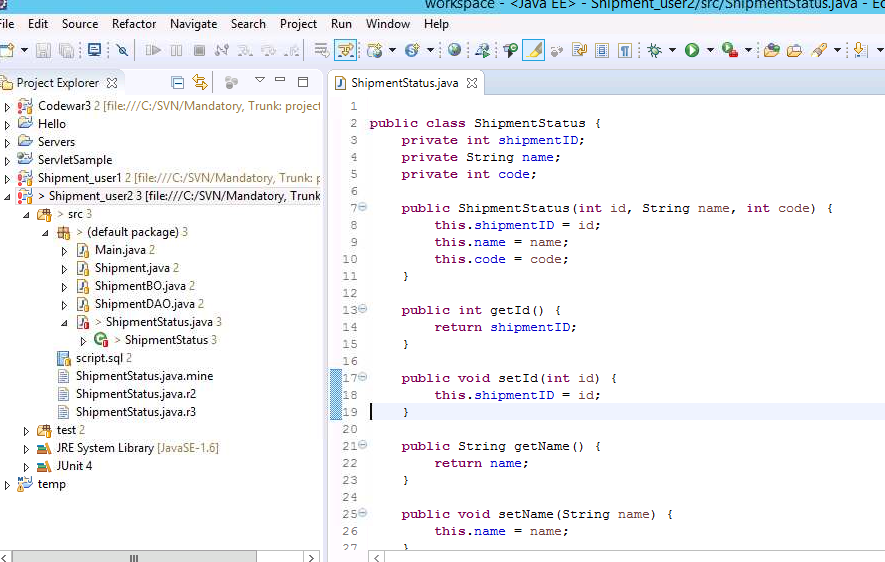 workspace - <Java EE> - Shipment_user2/src/ShipmentStatus.java - Ec
File Edit Source Refactor Navigate Search Project Run Window Help
Project Explorer
Codewar3 2 [file:///C:/SVN/Mandatory, Trunk: project
Hello
Servers
ServletSample
Shipment_user1 2 [file:///C:/SVN/Mandatory, Trunk: p
> Shipment_user2 3 [file:///C:/SVN/Mandatory, Trunk
> src 3
> (default package) 3
Main.java 2
Shipment.java 2
ShipmentBO.java 2
ShipmentDAO.java 2
> ShipmentStatus.java 3
> ShipmentStatus 3
script.sql 2
ShipmentStatus.java.mine
ShipmentStatus.java.r2
ShipmentStatus.java.r3
test 2
JRE System Library [JavaSE-1.6]
JUnit 4
temp
ShipmentStatus.java
1
2 public class ShipmentStatus {
3 private int shipmentID;
4 private String name;
5 private int code;
6
7 public ShipmentStatus(int id, String name, int code) {
8 this.shipmentID = id;
9 this.name = name;
10 this.code = code;
11 }
12
13 public int getId() {
14 return shipmentID;
15 }
16
17 public void setId(int id) {
18 this.shipmentID = id;
19 }
20
21 public String getName() {
22 return name;
23 }
24
25 public void setName(String name) {
26 this.name = name;
27 }